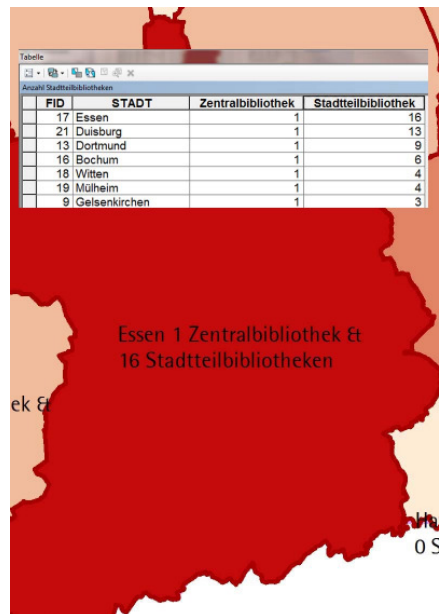 Tabelle
Anzahl Stadtteilbibliotheken
FID STADT Zentralbibliothek Stadtteilbibliothek
17 Essen 1 16
21 Duisburg 1 13
13 Dortmund 1 9
16 Bochum 1 6
18 Witten 1 4
19 Mülheim 1 4
9 Gelsenkirchen 1 3
Essen 1 Zentralbibliothek &
16 Stadtteilbibliotheken
ek &
Ha
0 S